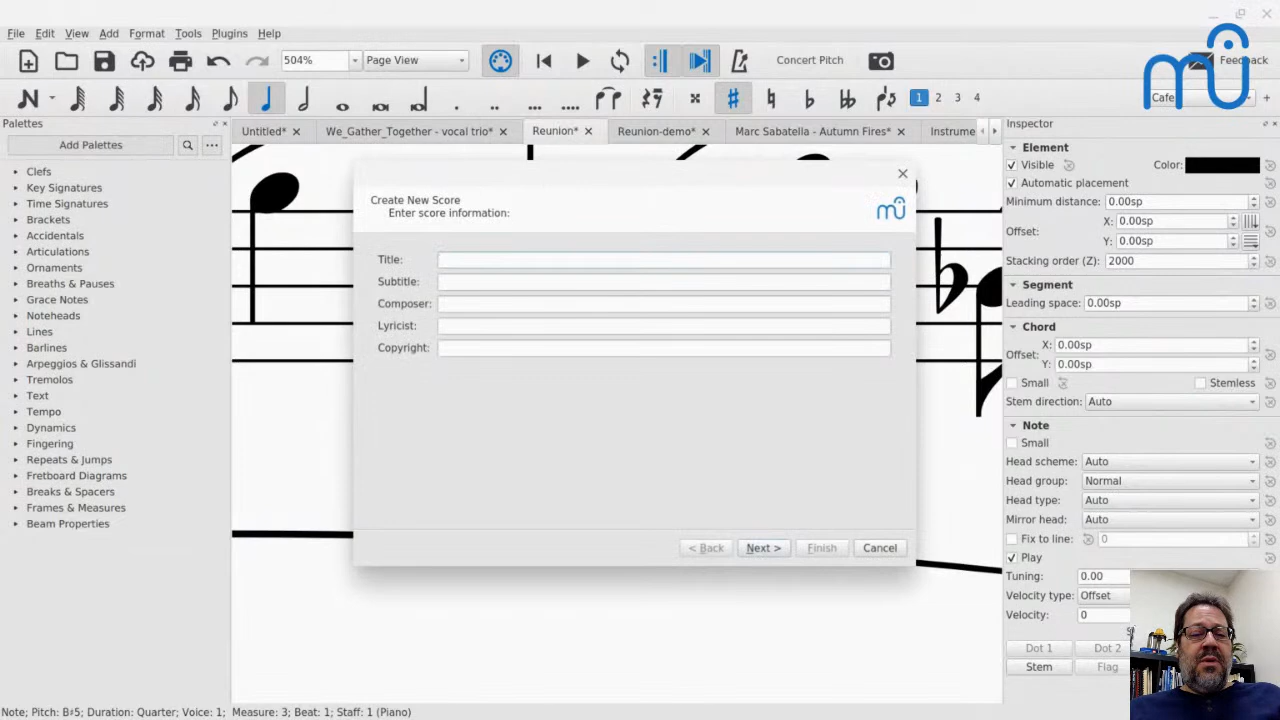 File Edit View Add Format Tools Plugins Help
504% Page View Concert Pitch Feedback
1 2 3 4 Cafe
Palettes
Untitled* We_Gather_Together - vocal trio* Reunion* Reunion-demo* Marc Sabatella - Autumn Fires* Instrume
Inspector
Add Palettes
Clefs
Key Signatures
Time Signatures
Brackets
Accidentals
Articulations
Ornaments
Breaths & Pauses
Grace Notes
Noteheads
Lines
Barlines
Arpeggios & Glissandi
Tremolos
Text
Tempo
Dynamics
Fingering
Repeats & Jumps
Fretboard Diagrams
Breaks & Spacers
Frames & Measures
Beam Properties
Create New Score
Enter score information:
Title:
Subtitle:
Composer:
Lyricist:
Copyright:
< Back Next > Finish Cancel
Element
Visible Color:
Automatic placement
Minimum distance: 0.00sp
X: 0.00sp
Offset:
Y: 0.00sp
Stacking order (Z): 2000
Segment
Leading space: 0.00sp
Chord
X: 0.00sp
Offset:
Y: 0.00sp
Small Stemless
Stem direction: Auto
Note
Small
Head scheme: Auto
Head group: Normal
Head type: Auto
Mirror head: Auto
Fix to line: 0
Play
Tuning: 0.00
Velocity type: Offset
Velocity: 0
Dot 1 Dot 2
Stem Flag
Note; Pitch: B♯5; Duration: Quarter; Voice: 1; Measure: 3; Beat: 1; Staff: 1 (Piano)